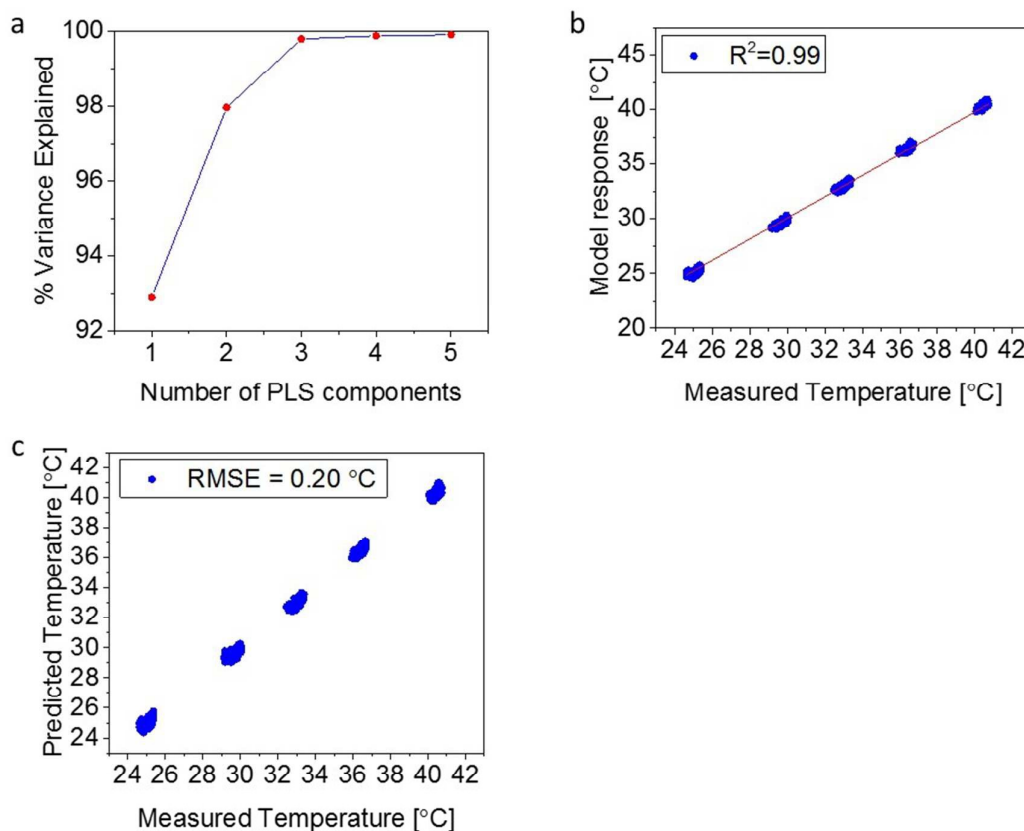 a
100
98
96
94
92
% Variance Explained
1 2 3 4 5
Number of PLS components
b
R²=0.99
45
40
35
30
25
20
Model response [°C]
24 26 28 30 32 34 36 38 40 42
Measured Temperature [°C]
c
RMSE = 0.20 °C
42
40
38
36
34
32
30
28
26
24
Predicted Temperature [°C]
24 26 28 30 32 34 36 38 40 42
Measured Temperature [°C]